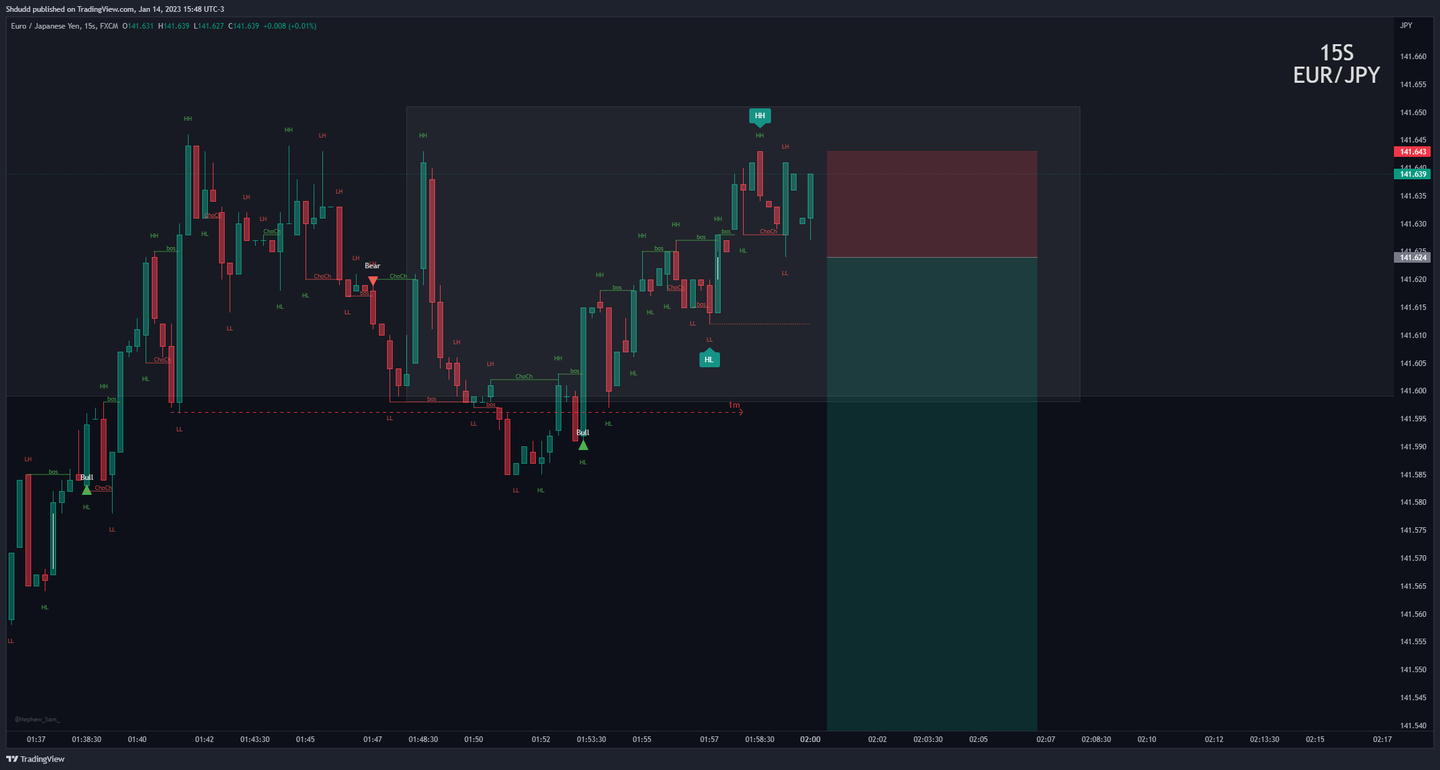 Shdudd published on TradingView.com, Jan 14, 2023 15:48 UTC-3
Euro / Japanese Yen, 15s, FXCM O141.631 H141.639 L141.627 C141.639 +0.008 (+0.01%)
JPY
15S
EUR/JPY
141.660
141.655
141.650
141.645
141.643
141.640
141.639
141.635
141.630
141.625
141.624
141.620
141.615
141.610
141.605
141.600
141.595
141.590
141.585
141.580
141.575
141.570
141.565
141.560
141.555
141.550
141.545
141.540
HH
HH
HH
LH
HH
HH
LH
LH
LH
LH
ChoCh
HL
ChoCh
HH
bos
HH
bos
HH
bos
HH
bos
HL
LH
Bear
ChoCh
ChoCh
LL
HH
bos
ChoCh
HL
HL
bos
LL
HL
HL
bos
LL
LL
LL
HL
LH
LH
HH
bos
ChoCh
ChoCh
HL
HL
HH
bos
bos
bos
1m
LL
LL
LL
HL
Bull
HL
LH
bos
Bull
ChoCh
HL
LL
LL
HL
HL
LL
@Nephew_Sam_
01:37 01:38:30 01:40 01:42 01:43:30 01:45 01:47 01:48:30 01:50 01:52 01:53:30 01:55 01:57 01:58:30 02:00 02:02 02:03:30 02:05 02:07 02:08:30 02:10 02:12 02:13:30 02:15 02:17
TradingView